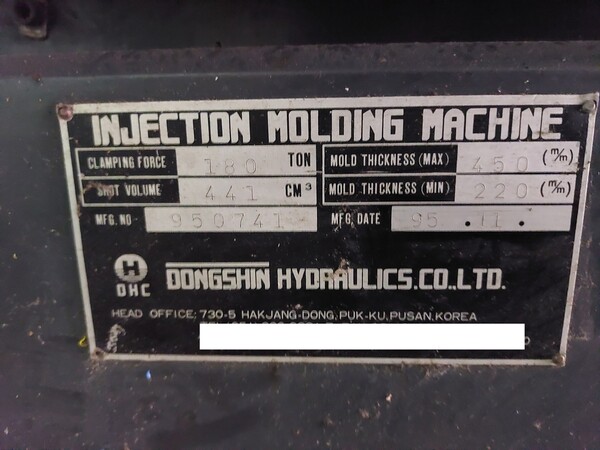 INJECTION MOLDING MACHINE
CLAMPING FORCE 180 TON MOLD THICKNESS (MAX) 450 (m/m)
SHOT VOLUME 441 CM³ MOLD THICKNESS (MIN) 220 (m/m)
MFG. NO 950741 MFG. DATE 95 . 11 .
H
DHC
DONGSHIN HYDRAULICS.CO.,LTD.
HEAD OFFICE; 730-5 HAKJANG-DONG, PUK-KU, PUSAN, KOREA